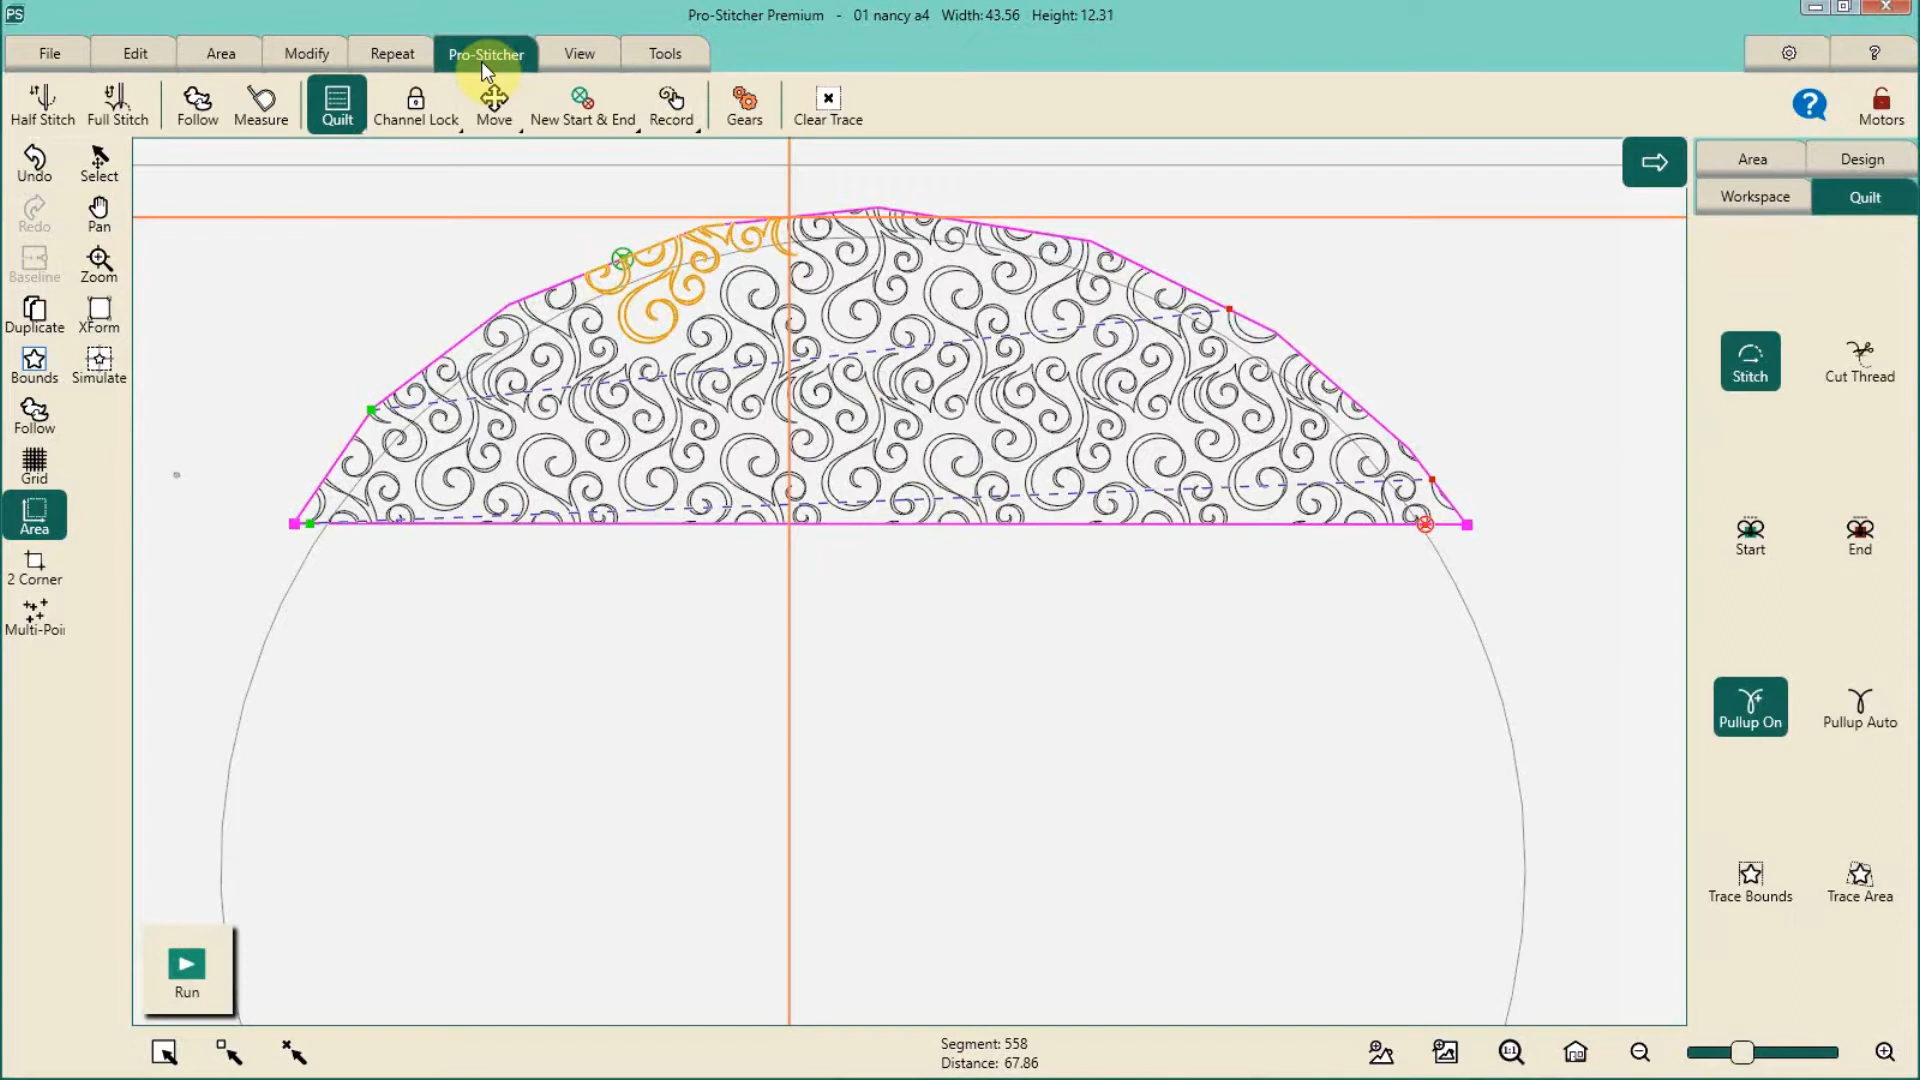 PS
Pro-Stitcher Premium - 01 nancy a4 Width: 43.56 Height: 12.31
File Edit Area Modify Repeat Pro-Stitcher View Tools ?
Half Stitch Full Stitch Follow Measure Quilt Channel Lock Move New Start & End Record Gears Clear Trace ? Motors
Undo Select
Redo Pan
Baseline Zoom
Duplicate XForm
Bounds Simulate
Follow
Grid
Area
2 Corner
Multi-Poi
Area Design
Workspace Quilt
Stitch Cut Thread
Start End
Pullup On Pullup Auto
Trace Bounds Trace Area
Run
Segment: 558
Distance: 67.86
1:1